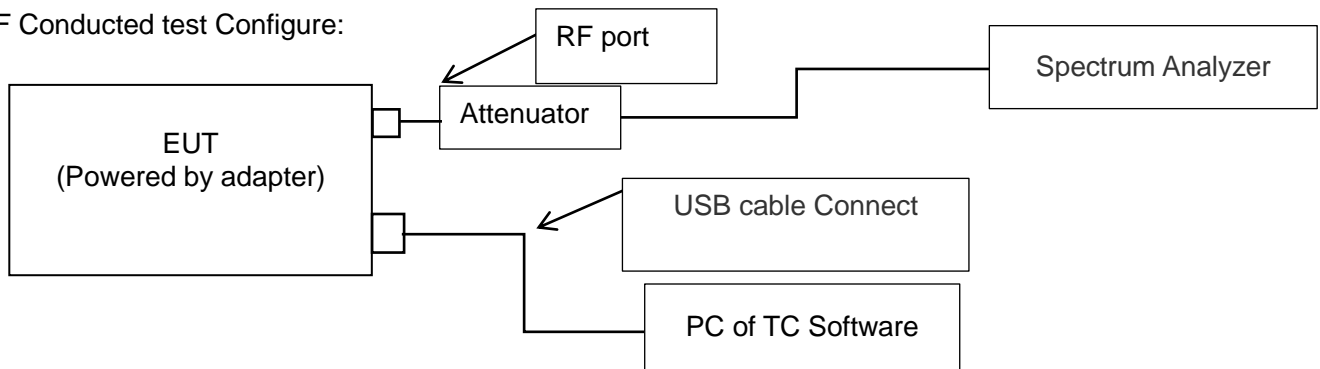 F Conducted test Configure:
RF port
Spectrum Analyzer
Attenuator
EUT
(Powered by adapter)
USB cable Connect
PC of TC Software